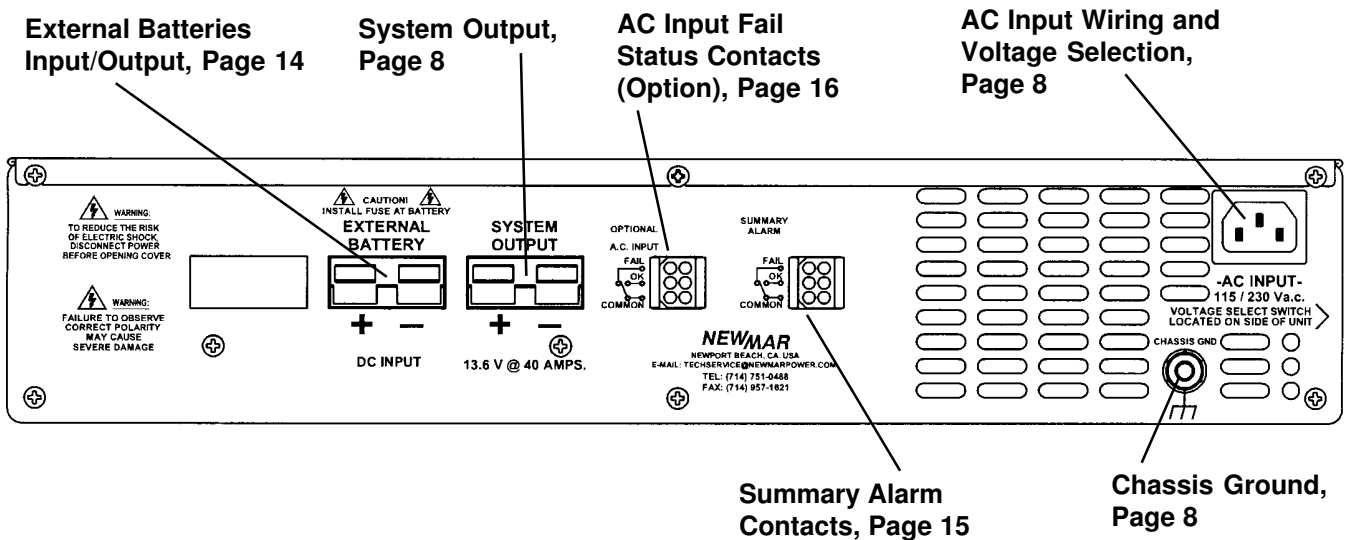 External Batteries
Input/Output, Page 14
System Output,
Page 8
AC Input Fail
Status Contacts
(Option), Page 16
AC Input Wiring and
Voltage Selection,
Page 8
WARNING:
TO REDUCE THE RISK
OF ELECTRIC SHOCK,
DISCONNECT POWER
BEFORE OPENING COVER
WARNING:
FAILURE TO OBSERVE
CORRECT POLARITY
MAY CAUSE
SEVERE DAMAGE
CAUTION!
INSTALL FUSE AT BATTERY
EXTERNAL
BATTERY
+ −
DC INPUT
SYSTEM
OUTPUT
+ −
13.6 V @ 40 AMPS.
OPTIONAL
A.C. INPUT
FAIL
OK
COMMON
SUMMARY
ALARM
FAIL
OK
COMMON
NEWMAR
NEWPORT BEACH, CA. USA
E-MAIL: TECHSERVICE@NEWMARPOWER.COM
TEL: (714) 751-0488
FAX: (714) 957-1621
-AC INPUT-
115 / 230 Va.c.
VOLTAGE SELECT SWITCH
LOCATED ON SIDE OF UNIT
CHASSIS GND
Summary Alarm
Contacts, Page 15
Chassis Ground,
Page 8